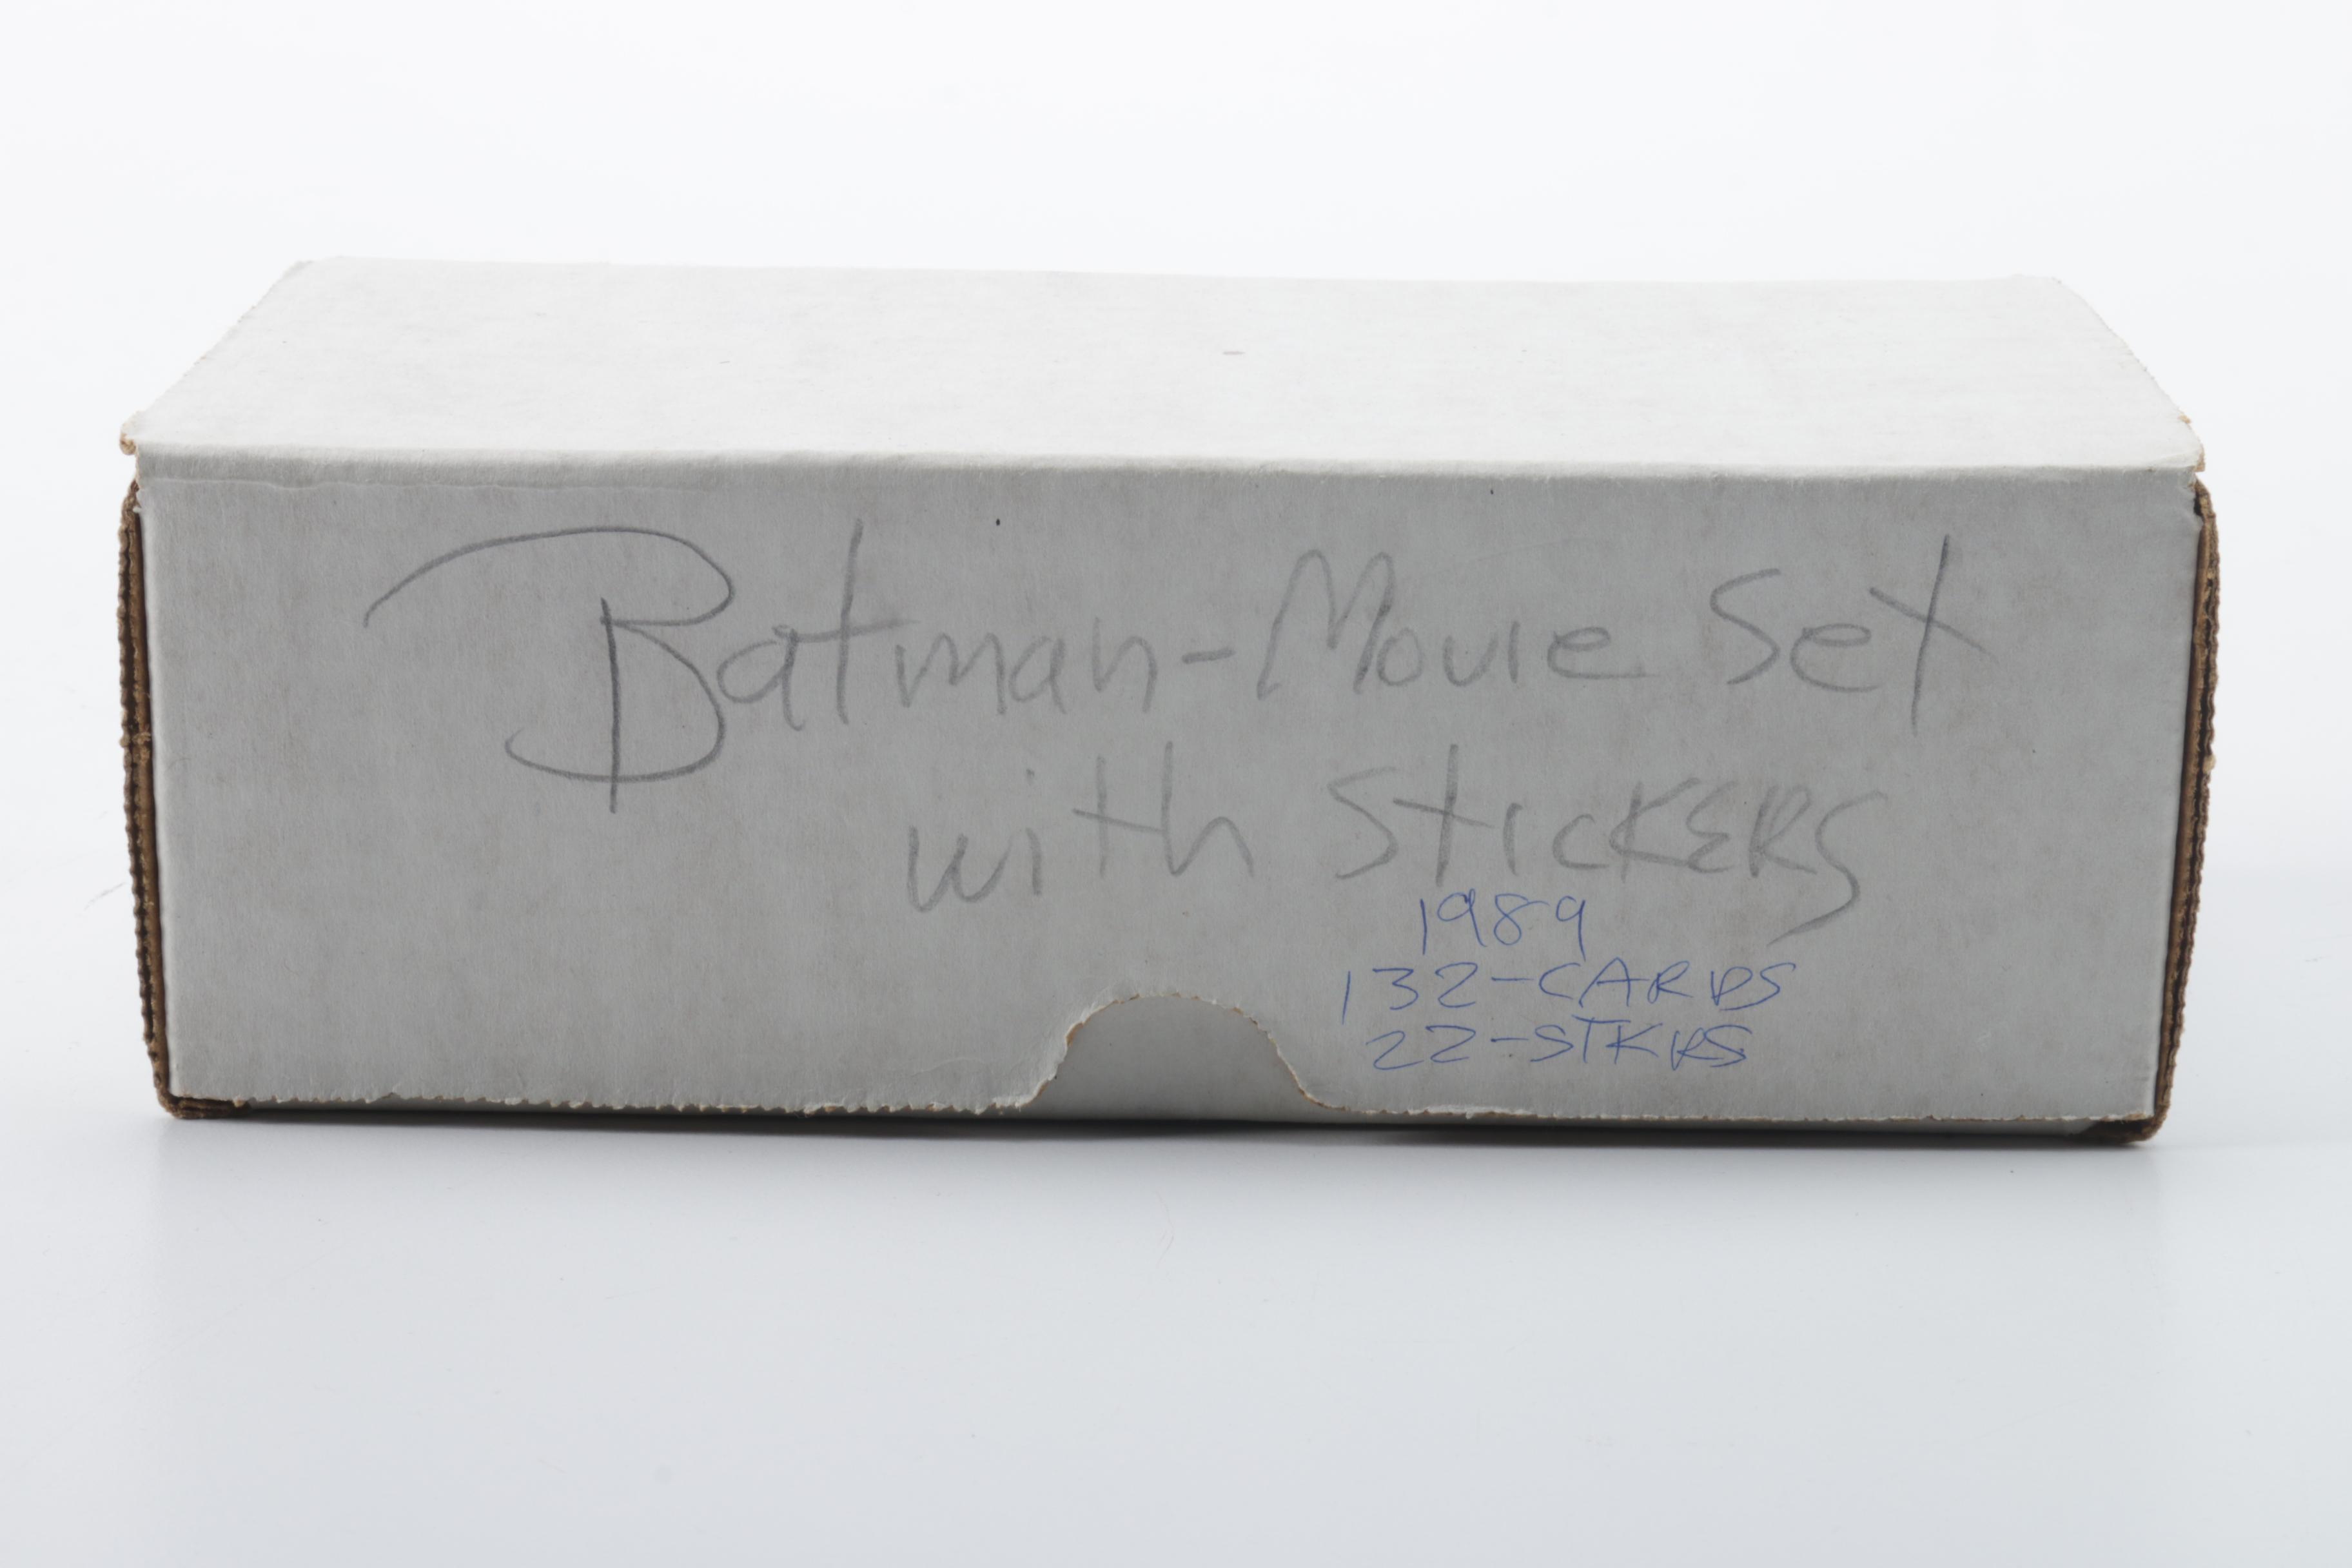 Batman-Movie Set
with StickERS
1989
132-CARDS
22-STKRS